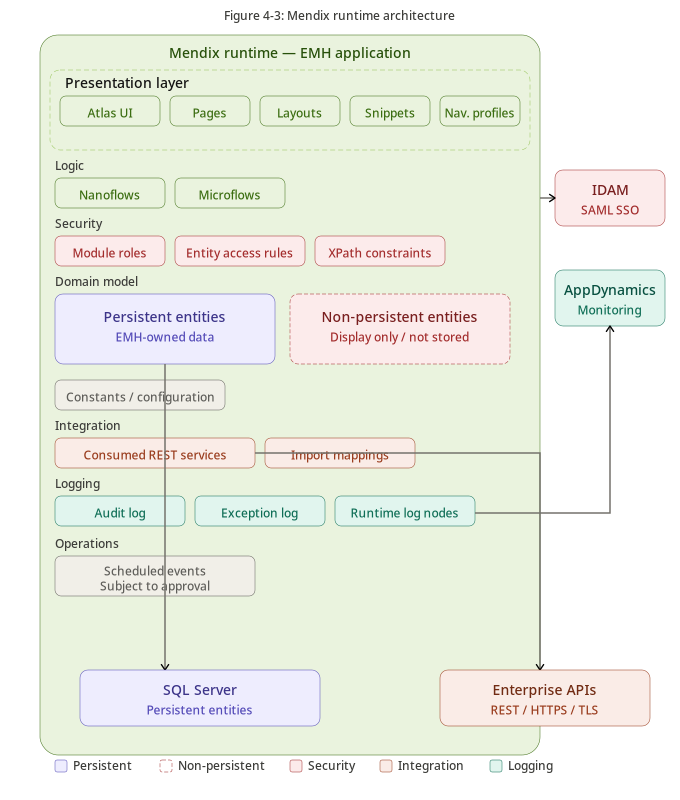 Figure 4-3: Mendix runtime architecture
Mendix runtime — EMH application
Presentation layer
Atlas UI
Pages
Layouts
Snippets
Nav. profiles
Logic
Nanoflows
Microflows
IDAM
SAML SSO
Security
Module roles
Entity access rules
XPath constraints
Domain model
AppDynamics
Monitoring
Persistent entities
EMH-owned data
Non-persistent entities
Display only / not stored
Constants / configuration
Integration
Consumed REST services
Import mappings
Logging
Audit log
Exception log
Runtime log nodes
Operations
Scheduled events
Subject to approval
SQL Server
Persistent entities
Enterprise APIs
REST / HTTPS / TLS
Persistent
Non-persistent
Security
Integration
Logging